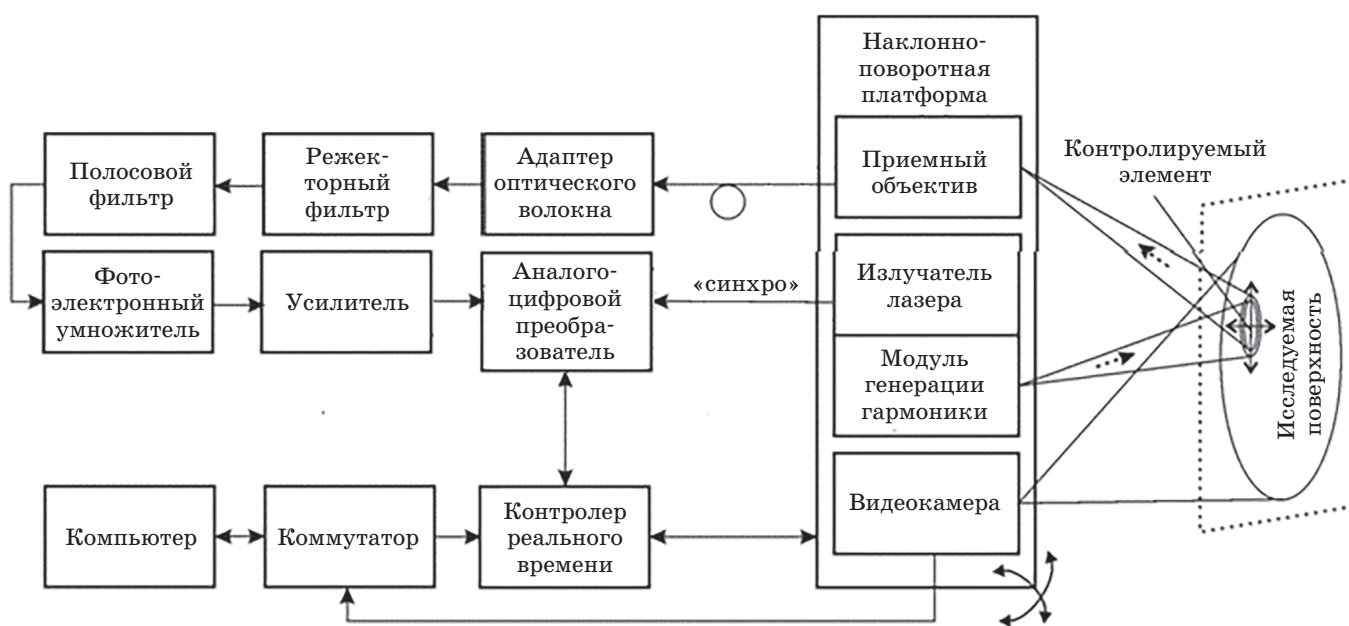 Наклонно-
поворотная
платформа
Полосовой
фильтр
Режек-
торный
фильтр
Адаптер
оптического
волокна
Приемный
объектив
Контролируемый
элемент
Фото-
электронный
умножитель
Усилитель
Аналого-
цифровой
преобра-
зователь
«синхро»
Излучатель
лазера
Модуль
генерации
гармоники
Исследуемая
поверхность
Компьютер
Коммутатор
Контролер
реального
времени
Видеокамера